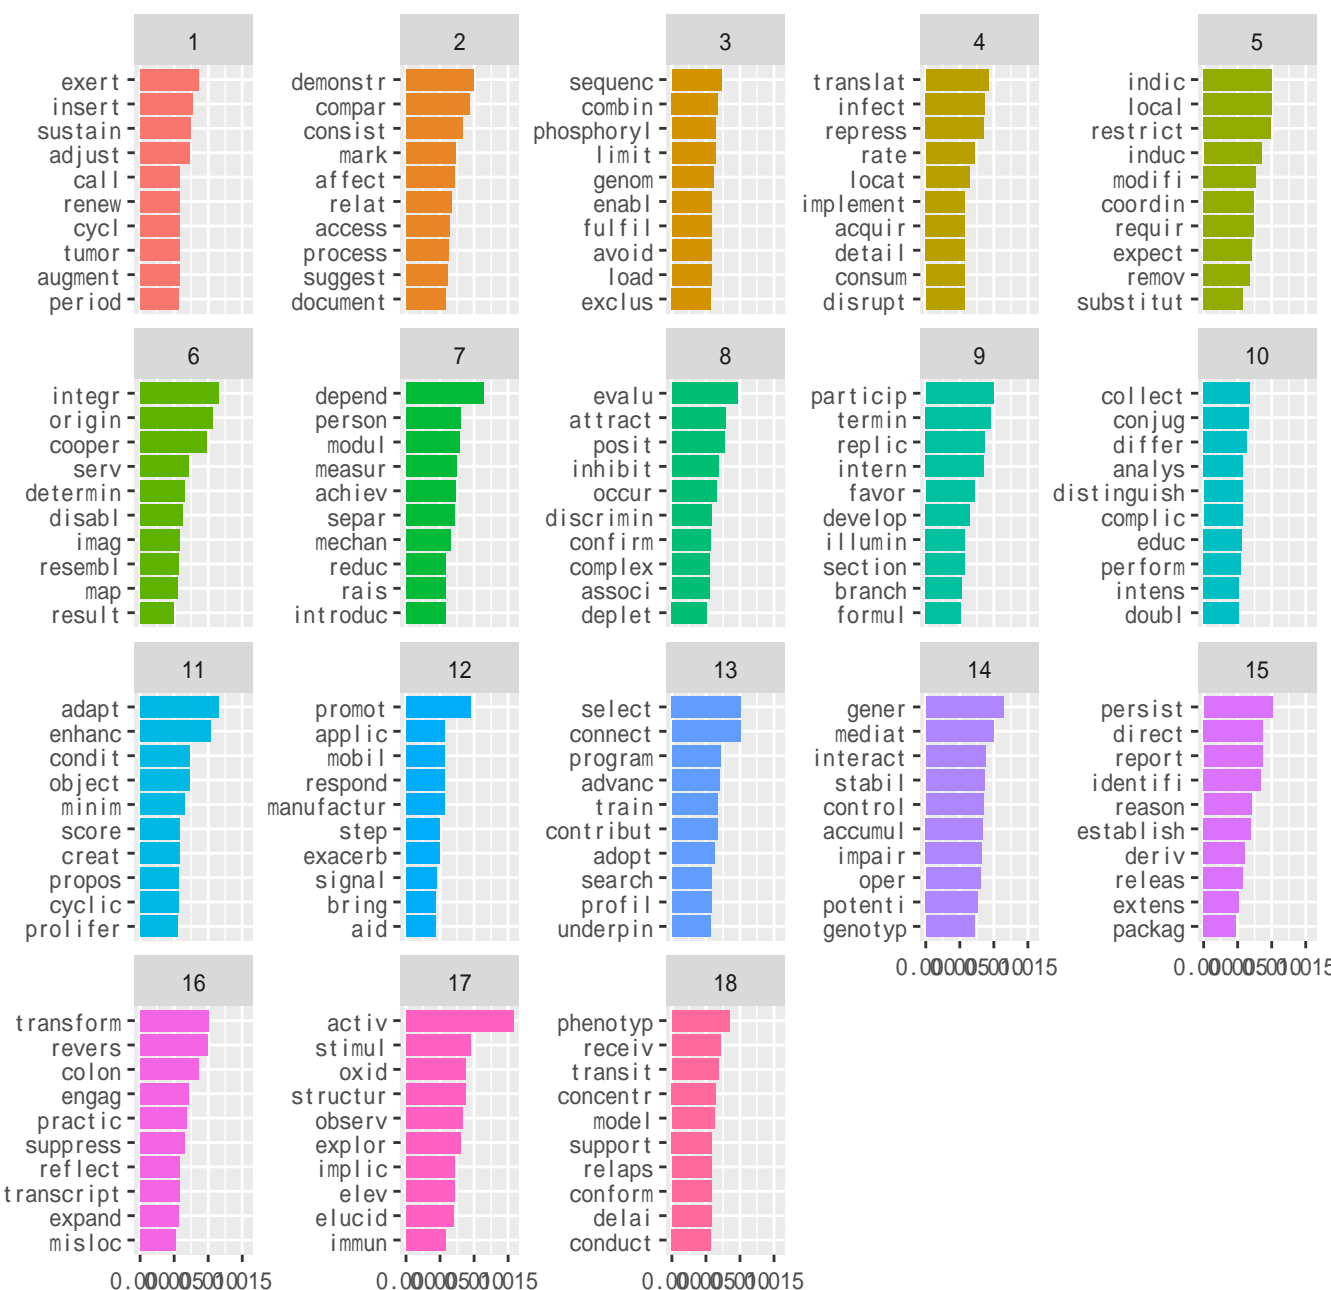 1
exert
insert
sustain
adjust
call
renew
cycl
tumor
augment
period
2
demonstr
compar
consist
mark
affect
relat
access
process
suggest
document
3
sequenc
combin
phosphoryl
limit
genom
enabl
fulfil
avoid
load
exclus
4
translat
infect
repress
rate
locat
implement
acquir
detail
consum
disrupt
5
indic
local
restrict
induc
modifi
coordin
requir
expect
remov
substitut
6
integr
origin
cooper
serv
determin
disabl
imag
resembl
map
result
7
depend
person
modul
measur
achiev
separ
mechan
reduc
rais
introduc
8
evalu
attract
posit
inhibit
occur
discrimin
confirm
complex
associ
deplet
9
particip
termin
replic
intern
favor
develop
illumin
section
branch
formul
10
collect
conjug
differ
analys
distinguish
complic
educ
perform
intens
doubl
11
adapt
enhanc
condit
object
minim
score
creat
propos
cyclic
prolifer
12
promot
applic
mobil
respond
manufactur
step
exacerb
signal
bring
aid
13
select
connect
program
advanc
train
contribut
adopt
search
profil
underpin
14
gener
mediat
interact
stabil
control
accumul
impair
oper
potenti
genotyp
15
persist
direct
report
identifi
reason
establish
deriv
releas
extens
packag
16
transform
revers
colon
engag
practic
suppress
reflect
transcript
expand
misloc
17
activ
stimul
oxid
structur
observ
explor
implic
elev
elucid
immun
18
phenotyp
receiv
transit
concentr
model
support
relaps
conform
delai
conduct